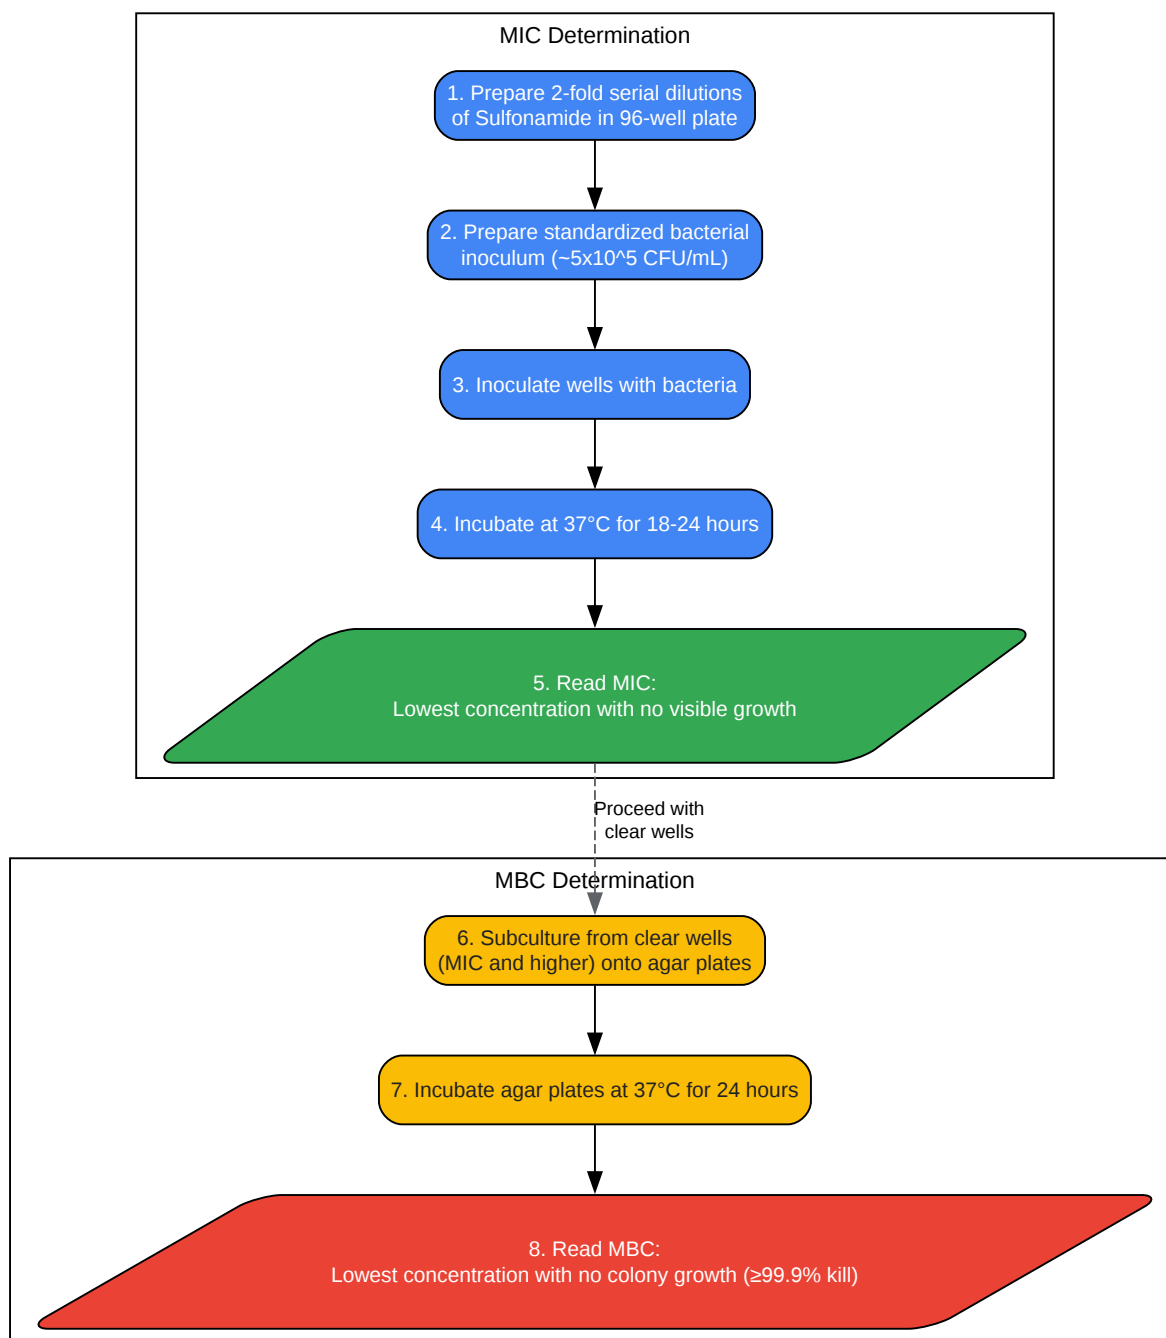 MIC Determination
1. Prepare 2-fold serial dilutions
of Sulfonamide in 96-well plate
2. Prepare standardized bacterial
inoculum (~5x10^5 CFU/mL)
3. Inoculate wells with bacteria
4. Incubate at 37°C for 18-24 hours
5. Read MIC:
Lowest concentration with no visible growth
Proceed with
clear wells
MBC Determination
6. Subculture from clear wells
(MIC and higher) onto agar plates
7. Incubate agar plates at 37°C for 24 hours
8. Read MBC:
Lowest concentration with no colony growth (≥99.9% kill)